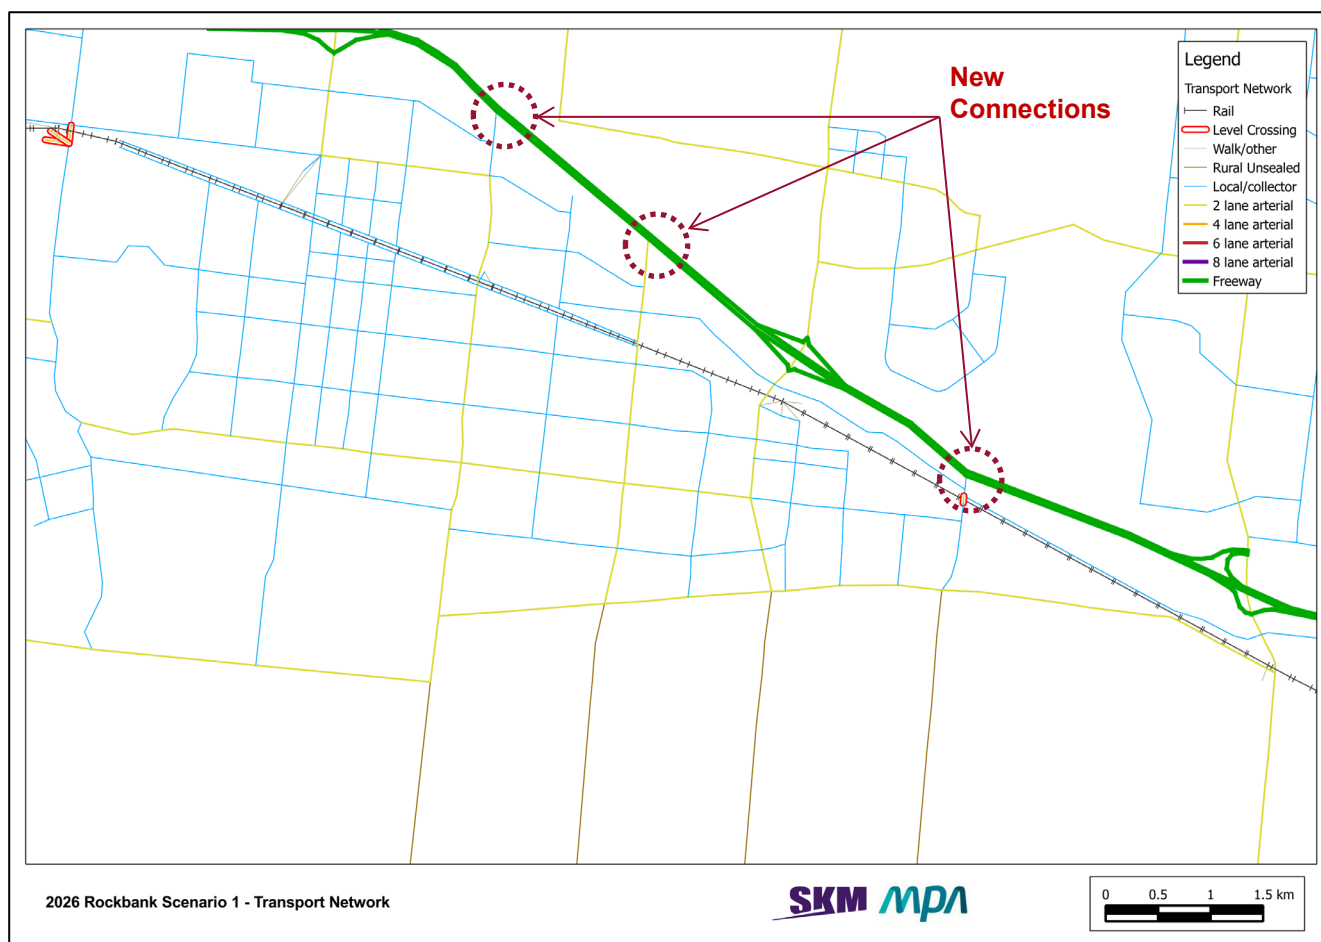 New
Connections
Legend
Transport Network
Rail
Level Crossing
Walk/other
Rural Unsealed
Local/collector
2 lane arterial
4 lane arterial
6 lane arterial
8 lane arterial
Freeway
2026 Rockbank Scenario 1 - Transport Network
SKM MPA
0 0.5 1 1.5 km